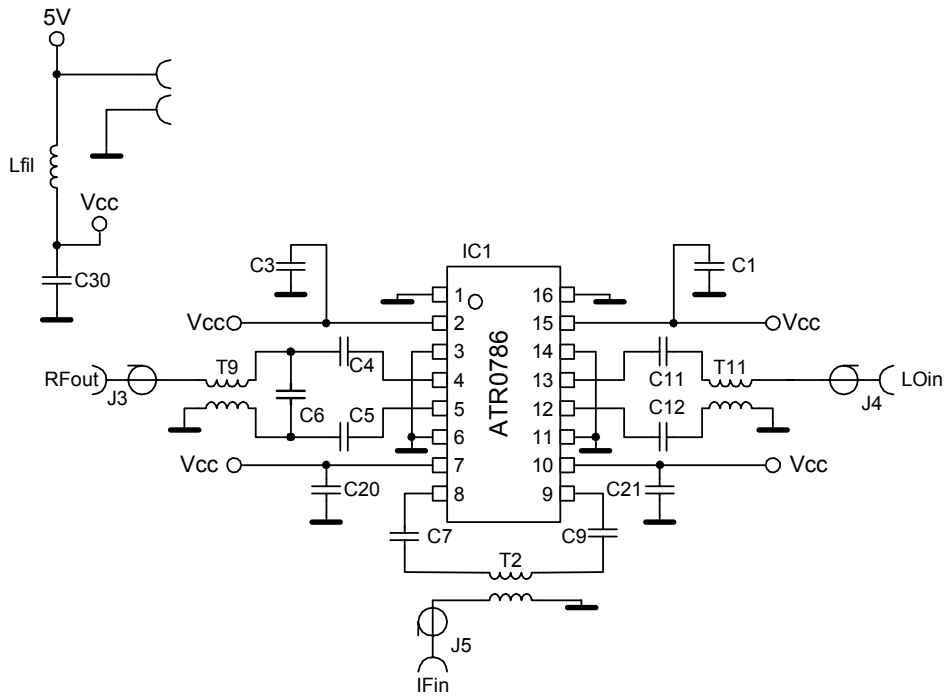 5V
Lfil
Vcc
C30
IC1
C3
C1
1
16
Vcc
2
15
Vcc
3
14
T9
C4
T11
RFout
4
13
C11
LOin
J3
C6
C5
5
12
C12
J4
6
11
Vcc
7
10
Vcc
C20
8
9
C21
ATR0786
C7
C9
T2
J5
IFin